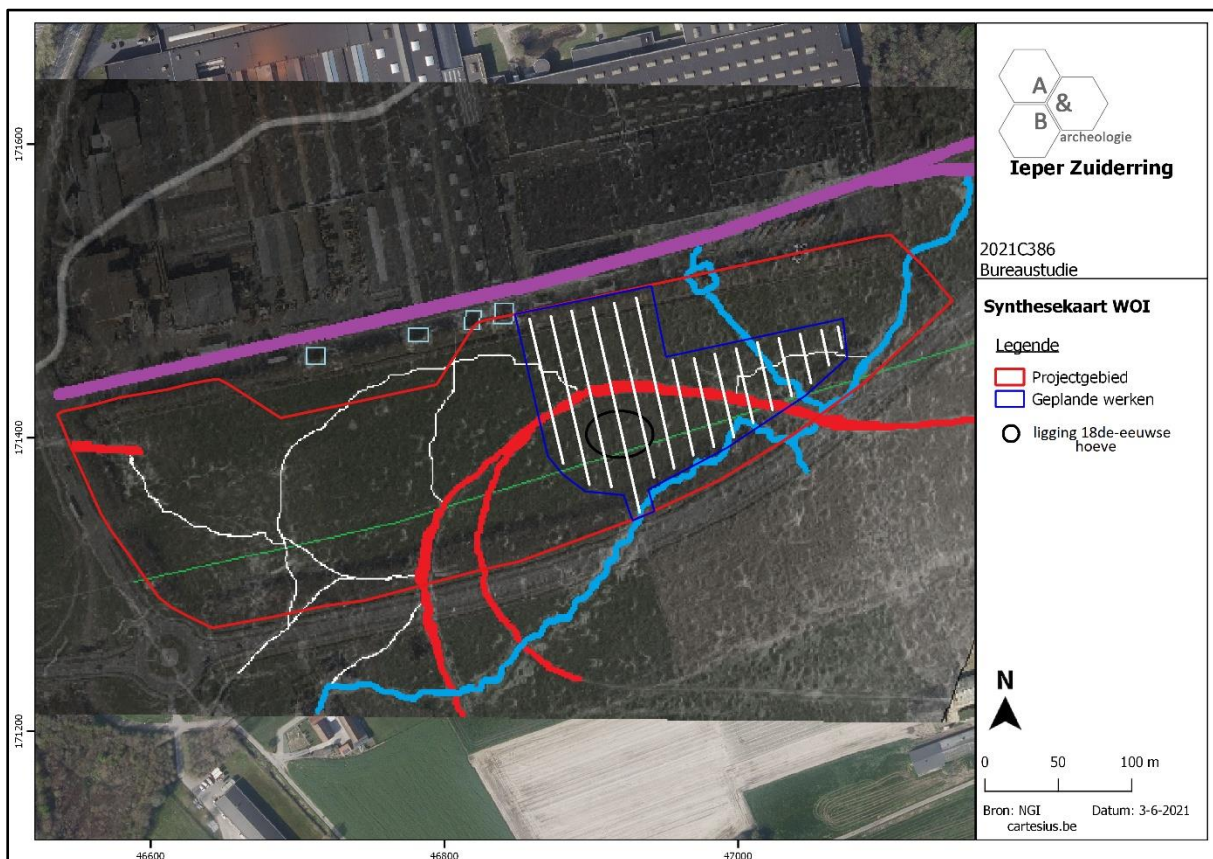 A
&
B
archeologie
Ieper Zuiderring
2021C386
Bureaustudie
Synthesekaart WOI
Legende
Projectgebied
Geplande werken
ligging 18de-eeuwse
hoeve
N
0 50 100 m
Bron: NGI Datum: 3-6-2021
cartesius.be
171600
171400
171200
46600 46800 47000